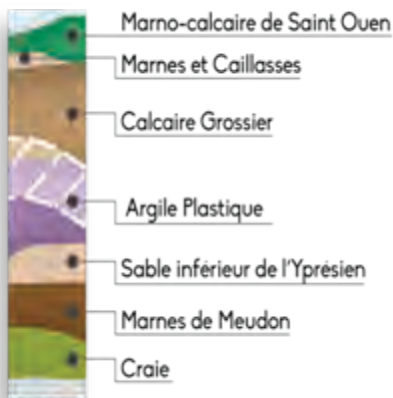 Marno-calcaire de Saint Ouen
Marnes et Caillasses
Calcaire Grossier
Argile Plastique
Sable inférieur de l'Yprésien
Marnes de Meudon
Craie